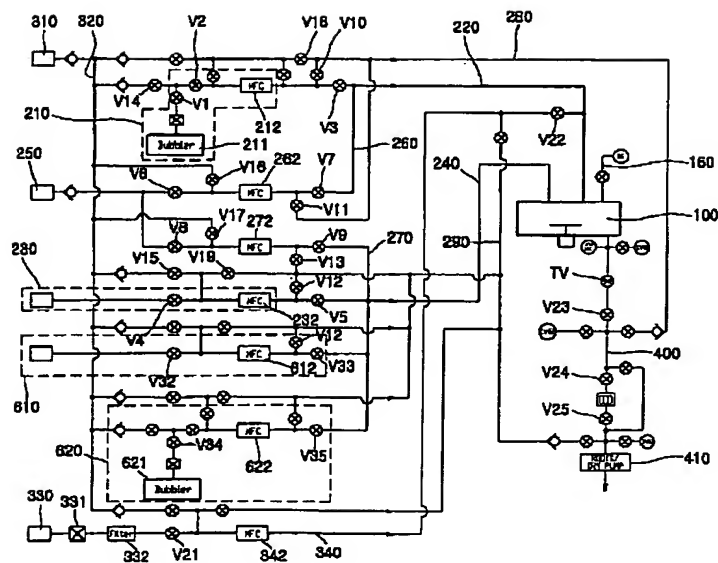 810
820
V2
V18
V10
220
280
V14
V1
MFC
212
V3
210
Bubbler
211
V22
V16
260
240
160
250
262
V7
V6
MFC
V11
100
V17
V8
272
V9
290
270
MFC
V13
V15
V19
V12
TV
230
V4
MFC
232
V5
V23
V12
400
V32
MFC
612
V33
V24
610
V25
V34
MFC
622
V35
620
621
Bubbler
410
DRY PUMP
330
331
Filter
332
V21
MFC
342
340